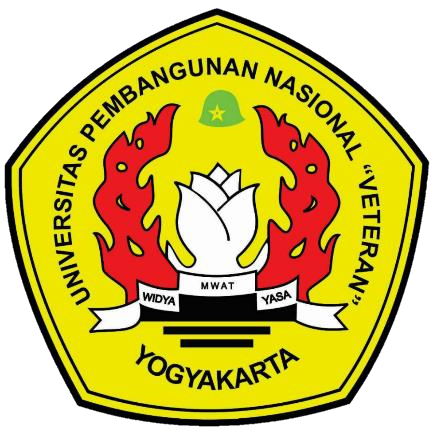 UNIVERSITAS PEMBANGUNAN NASIONAL “VETERAN”
WIDYA MWAT YASA
YOGYAKARTA